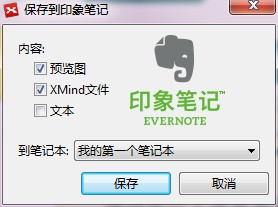 保存到印象笔记
内容:
预览图
XMind文件
文本
印象笔记™
EVERNOTE
到笔记本: 我的第一个笔记本
保存 取消